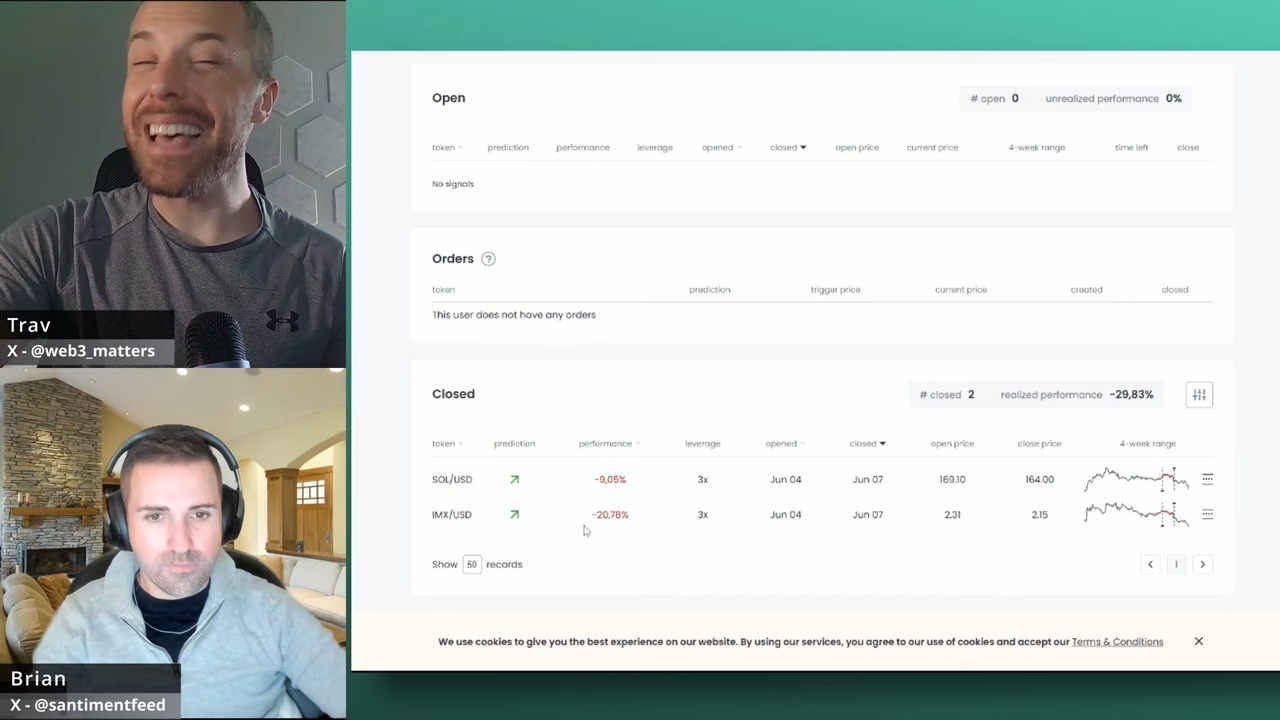 Trav
X - @web3_matters
Brian
X - @santimentfeed
Open
# open 0 unrealized performance 0%
token prediction performance leverage opened closed open price current price 4-week range time left close
No signals
Orders ?
token prediction trigger price current price created closed
This user does not have any orders
Closed
# closed 2 realized performance -29,83%
token prediction performance leverage opened closed open price close price 4-week range
SOL/USD -9,05% 3x Jun 04 Jun 07 169.10 164.00
IMX/USD -20,78% 3x Jun 04 Jun 07 2.31 2.15
Show 50 records
1
We use cookies to give you the best experience on our website. By using our services, you agree to our use of cookies and accept our Terms & Conditions